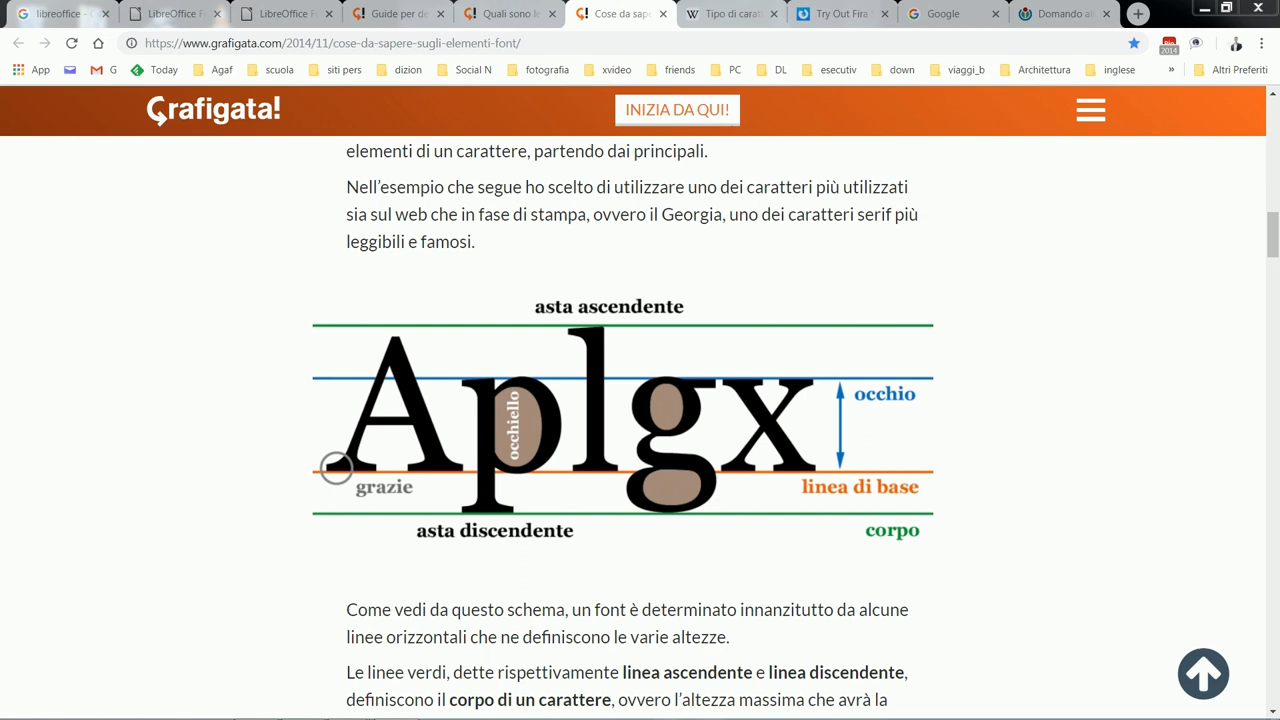 libreoffice - C
LibreOffice F
LibreOffice F
Guide per de
Quali sono le
Cose da sape
Tipo di carat
Try Out Fira
Google
Domando al
https://www.grafigata.com/2014/11/cose-da-sapere-sugli-elementi-font/
2014
App
G
Today
Agaf
scuola
siti pers
dizion
Social N
fotografia
xvideo
friends
PC
DL
esecutiv
down
viaggi_b
Architettura
inglese
»
Altri Preferiti
Grafigata!
INIZIA DA QUI!
elementi di un carattere, partendo dai principali.
Nell'esempio che segue ho scelto di utilizzare uno dei caratteri più utilizzati
sia sul web che in fase di stampa, ovvero il Georgia, uno dei caratteri serif più
leggibili e famosi.
asta ascendente
Aplgx
occhiello
occhio
grazie
linea di base
asta discendente
corpo
Come vedi da questo schema, un font è determinato innanzitutto da alcune
linee orizzontali che ne definiscono le varie altezze.
Le linee verdi, dette rispettivamente linea ascendente e linea discendente,
definiscono il corpo di un carattere, ovvero l'altezza massima che avrà la